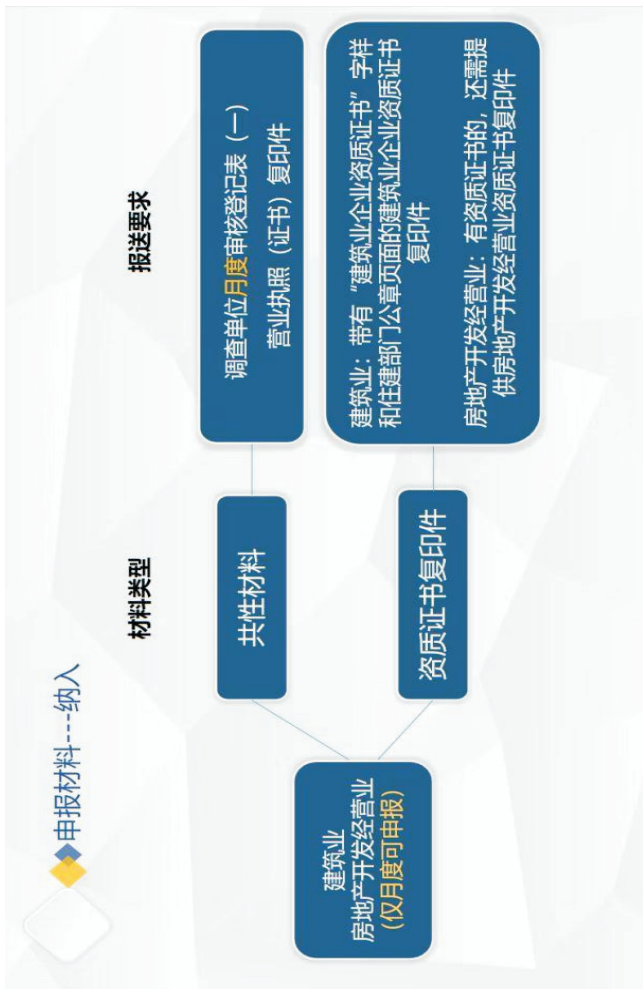 申报材料---纳入
材料类型
报送要求
建筑业
房地产开发经营业
（仅月度可申报）
共性材料
调查单位月度审核登记表（一）
营业执照（证书）复印件
资质证书复印件
建筑业：带有“建筑业企业资质证书”字样
和住建部门公章页面的建筑业企业资质证书
复印件
房地产开发经营业：有资质证书的，还需提
供房地产开发经营业资质证书复印件